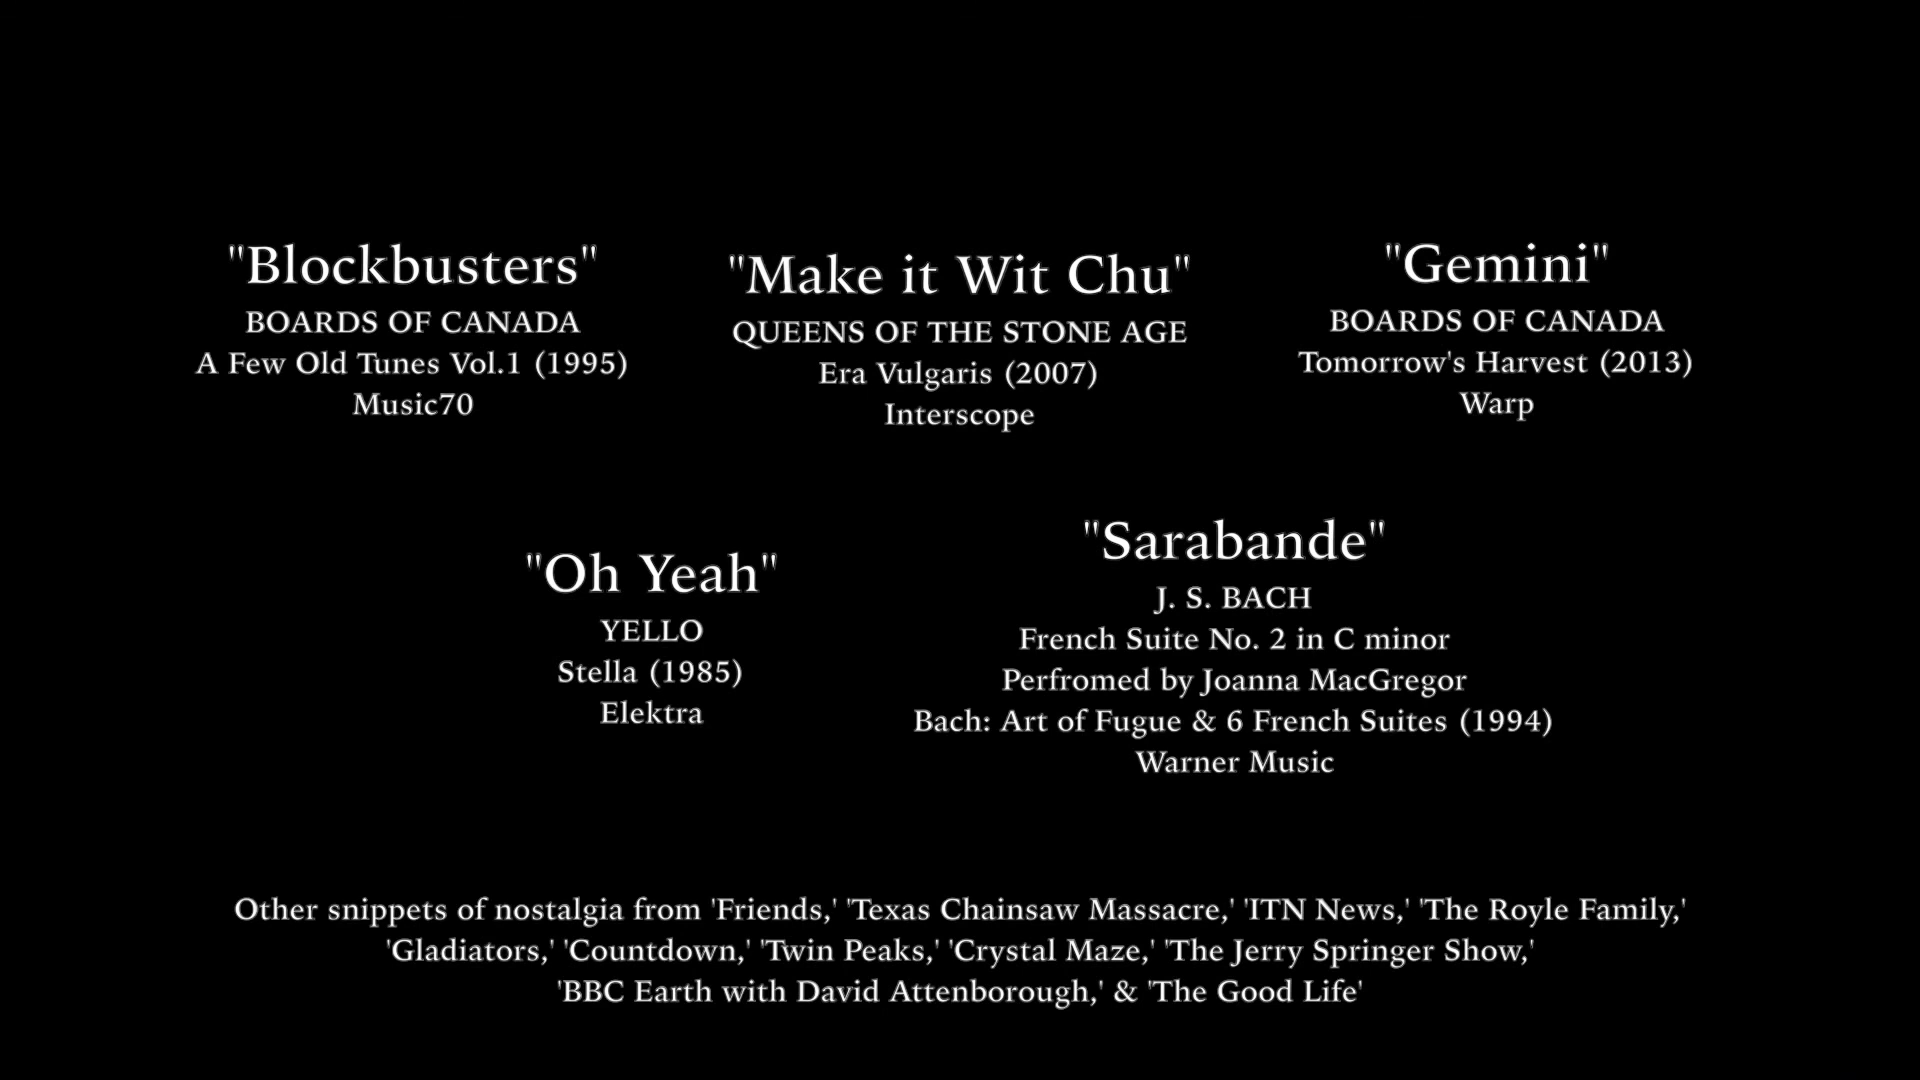 "Blockbusters"
BOARDS OF CANADA
A Few Old Tunes Vol.1 (1995)
Music70
"Make it Wit Chu"
QUEENS OF THE STONE AGE
Era Vulgaris (2007)
Interscope
"Gemini"
BOARDS OF CANADA
Tomorrow's Harvest (2013)
Warp
"Oh Yeah"
YELLO
Stella (1985)
Elektra
"Sarabande"
J. S. BACH
French Suite No. 2 in C minor
Perfromed by Joanna MacGregor
Bach: Art of Fugue & 6 French Suites (1994)
Warner Music
Other snippets of nostalgia from 'Friends,' 'Texas Chainsaw Massacre,' 'ITN News,' 'The Royle Family,'
'Gladiators,' 'Countdown,' 'Twin Peaks,' 'Crystal Maze,' 'The Jerry Springer Show,'
'BBC Earth with David Attenborough,' & 'The Good Life'